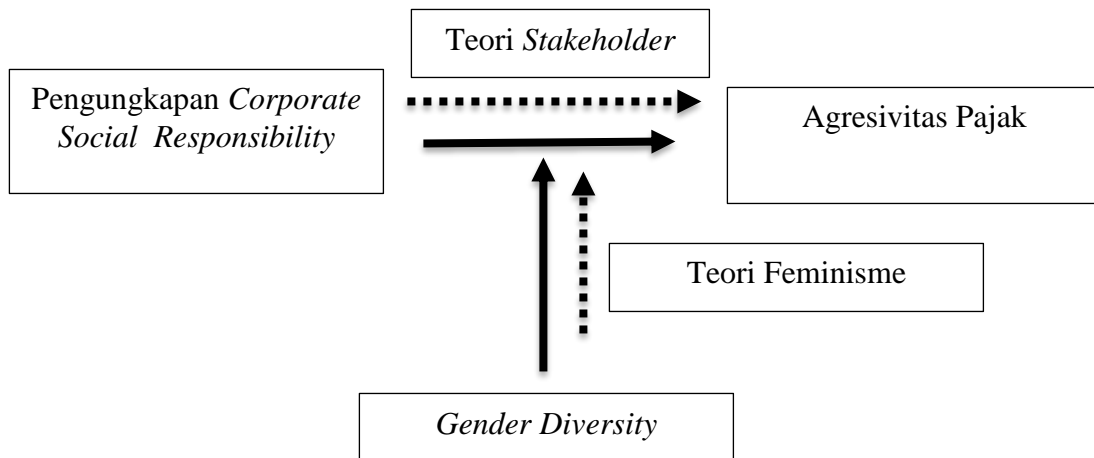 Teori Stakeholder
Pengungkapan Corporate
Social Responsibility
Agresivitas Pajak
Teori Feminisme
Gender Diversity